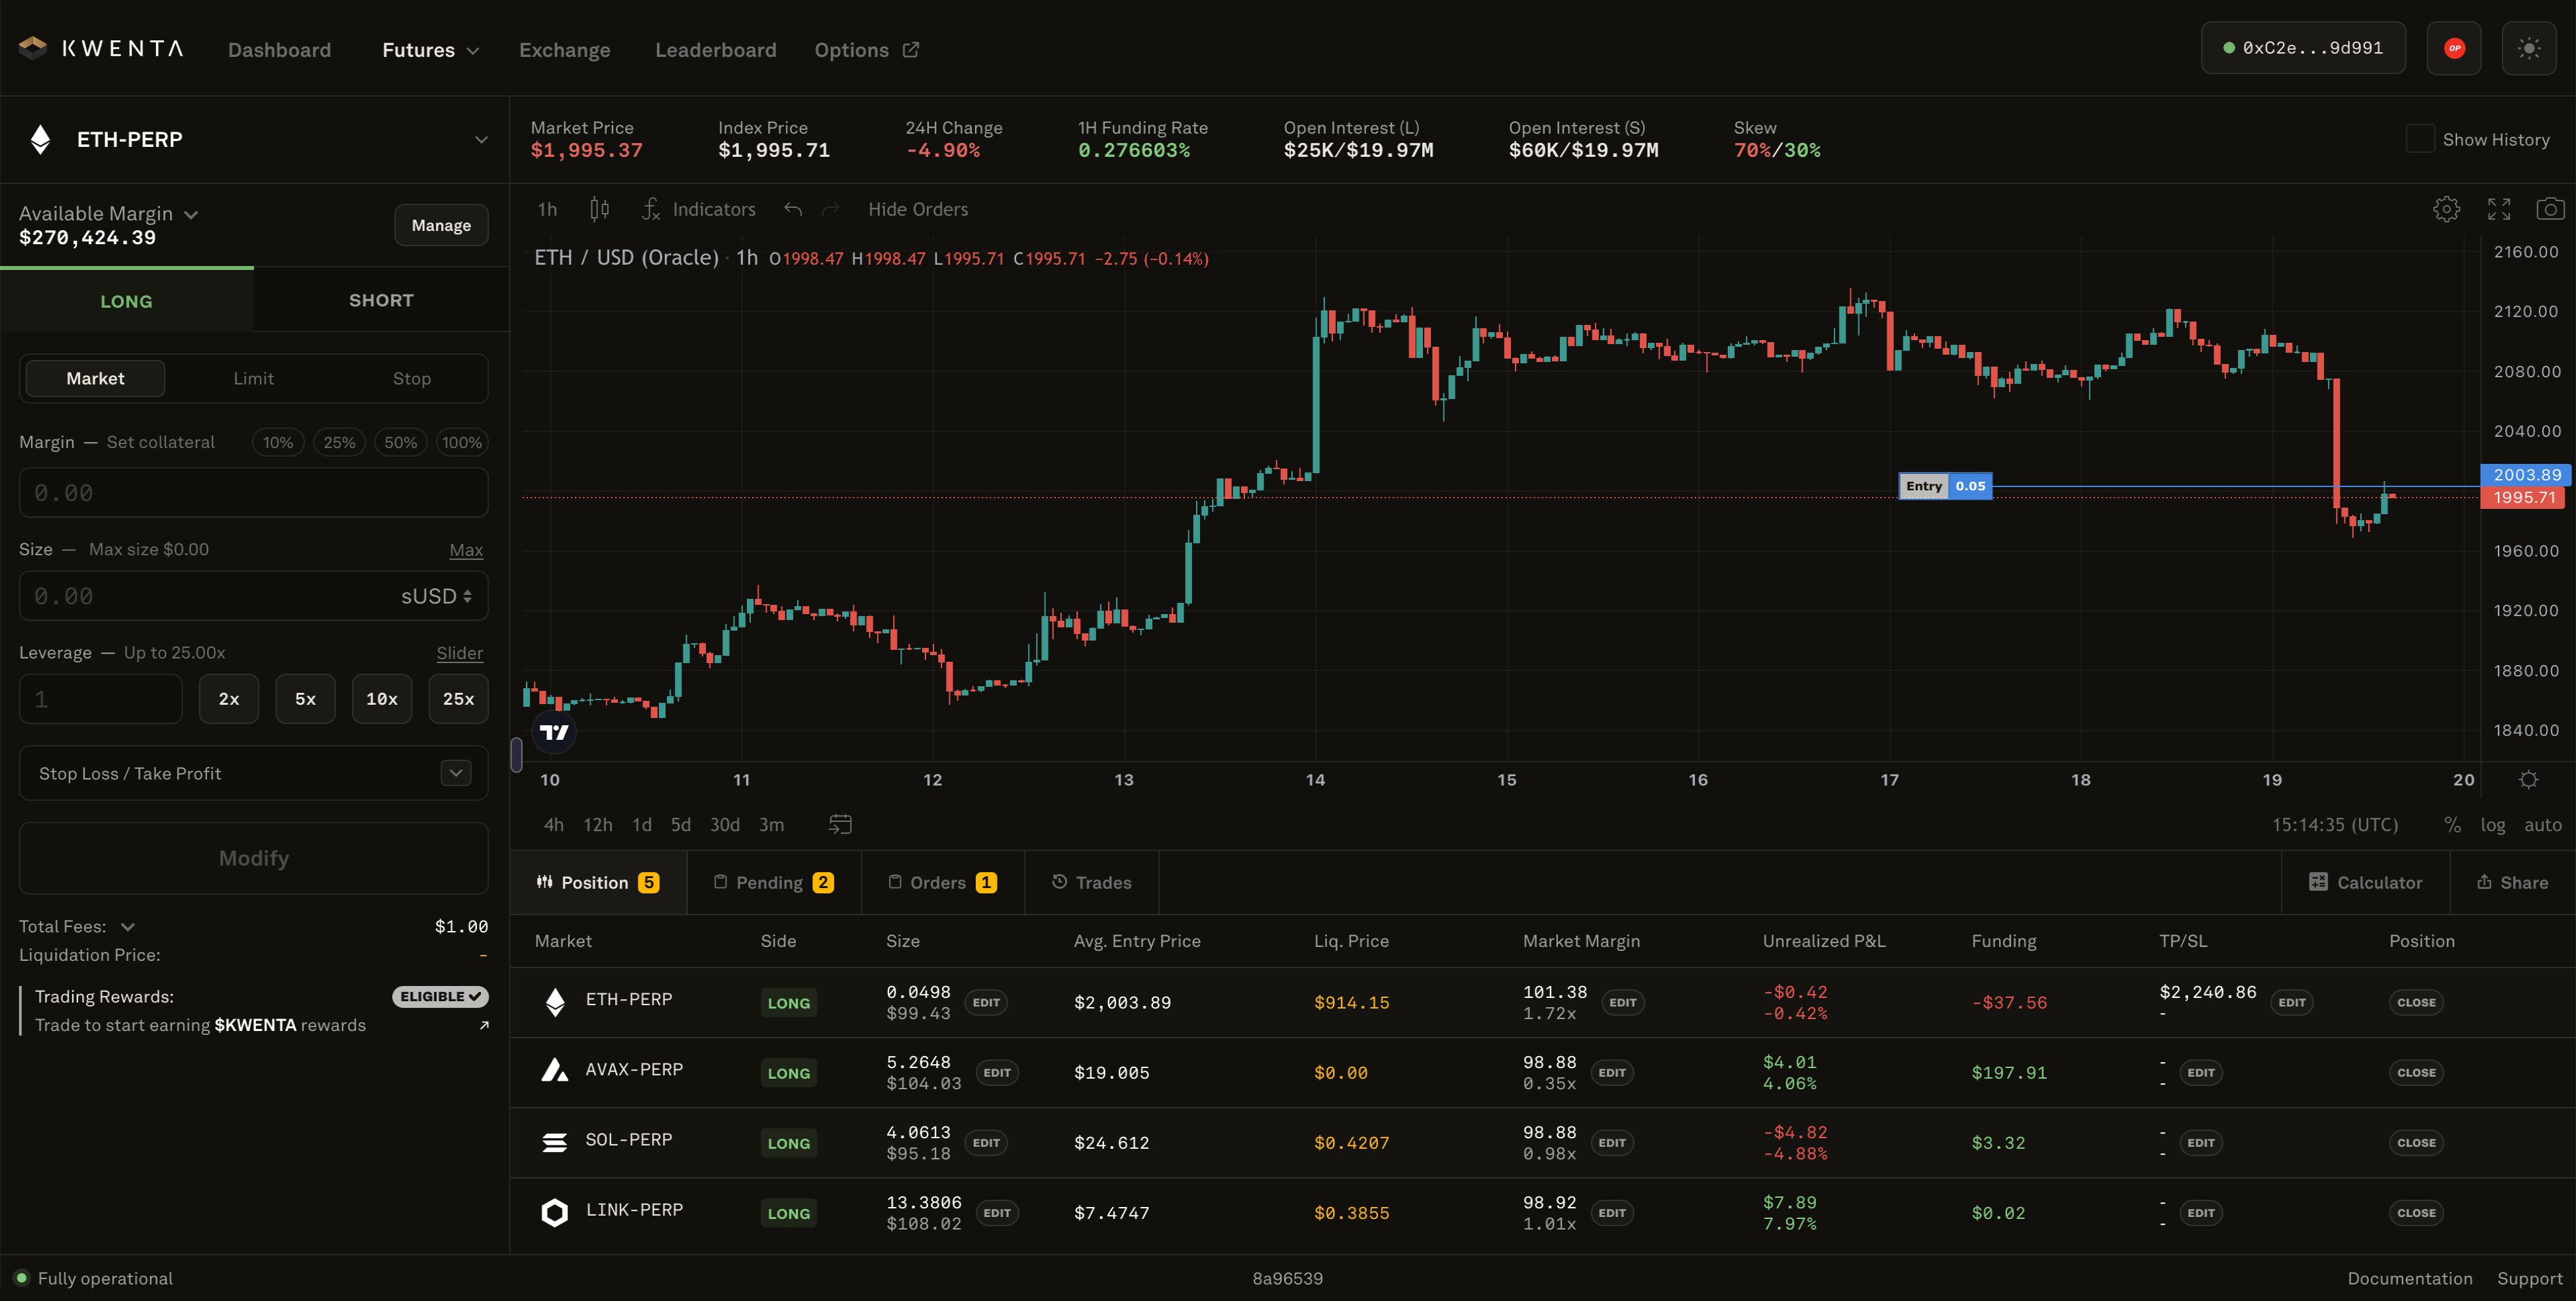 KWENTA Dashboard Futures Exchange Leaderboard Options 0xC2e...9d991 OP
ETH-PERP
Market Price Index Price 24H Change 1H Funding Rate Open Interest (L) Open Interest (S) Skew
$1,995.37 $1,995.71 -4.90% 0.276603% $25K/$19.97M $60K/$19.97M 70%/30%
Show History
Available Margin
$270,424.39
Manage
LONG SHORT
Market Limit Stop
Margin — Set collateral 10% 25% 50% 100%
0.00
Size — Max size $0.00 Max
0.00 sUSD
Leverage — Up to 25.00x Slider
1 2x 5x 10x 25x
Stop Loss / Take Profit
Modify
Total Fees: $1.00
Liquidation Price: -
Trading Rewards: ELIGIBLE
Trade to start earning $KWENTA rewards
1h Indicators Hide Orders
ETH / USD (Oracle) · 1h O1998.47 H1998.47 L1995.71 C1995.71 −2.75 (−0.14%)
2160.00
2120.00
2080.00
2040.00
Entry 0.05 2003.89
1995.71
1960.00
1920.00
1880.00
1840.00
10 11 12 13 14 15 16 17 18 19 20
4h 12h 1d 5d 30d 3m 15:14:35 (UTC) % log auto
Position 5 Pending 2 Orders 1 Trades Calculator Share
Market Side Size Avg. Entry Price Liq. Price Market Margin Unrealized P&L Funding TP/SL Position
ETH-PERP LONG 0.0498 EDIT $2,003.89 $914.15 101.38 EDIT -$0.42 -$37.56 $2,240.86 EDIT CLOSE
$99.43 1.72x -0.42% -
AVAX-PERP LONG 5.2648 EDIT $19.005 $0.00 98.88 EDIT $4.01 $197.91 - EDIT CLOSE
$104.03 0.35x 4.06% -
SOL-PERP LONG 4.0613 EDIT $24.612 $0.4207 98.88 EDIT -$4.82 $3.32 - EDIT CLOSE
$95.18 0.98x -4.88% -
LINK-PERP LONG 13.3806 EDIT $7.4747 $0.3855 98.92 EDIT $7.89 $0.02 - EDIT CLOSE
$108.02 1.01x 7.97% -
Fully operational 8a96539 Documentation Support